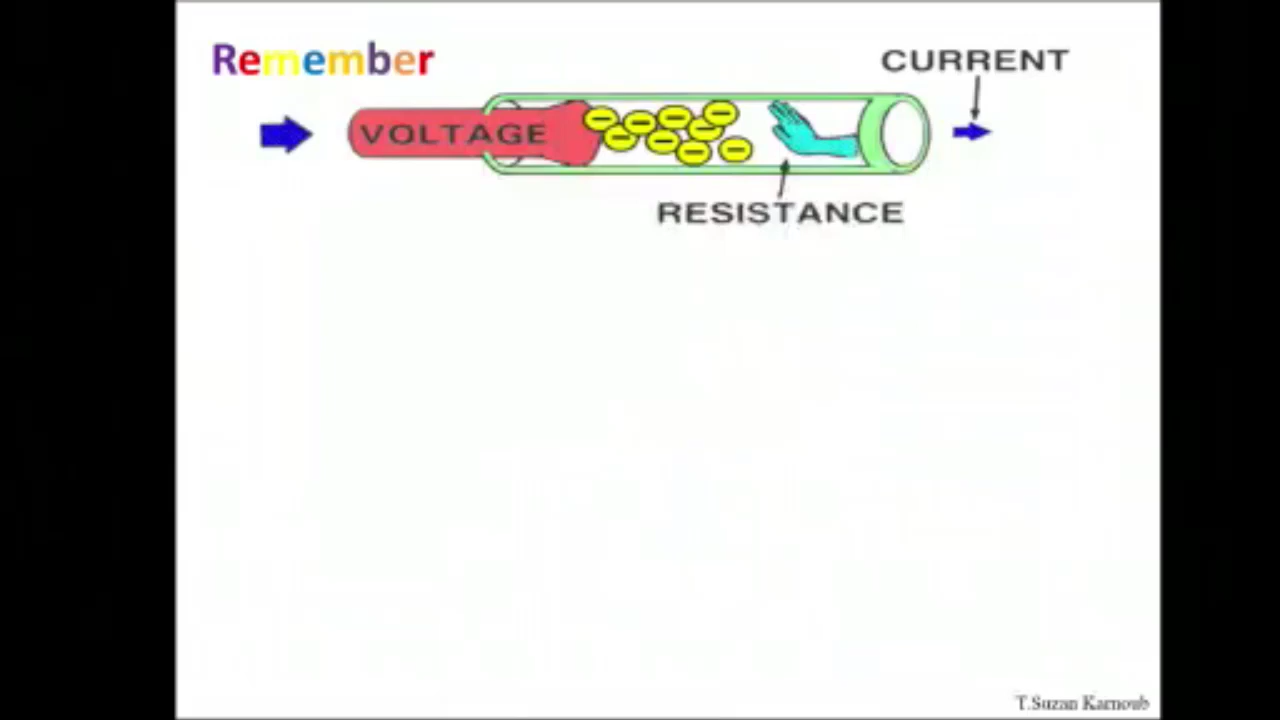 Remember
CURRENT
VOLTAGE
RESISTANCE
T.Suzan Karnoub